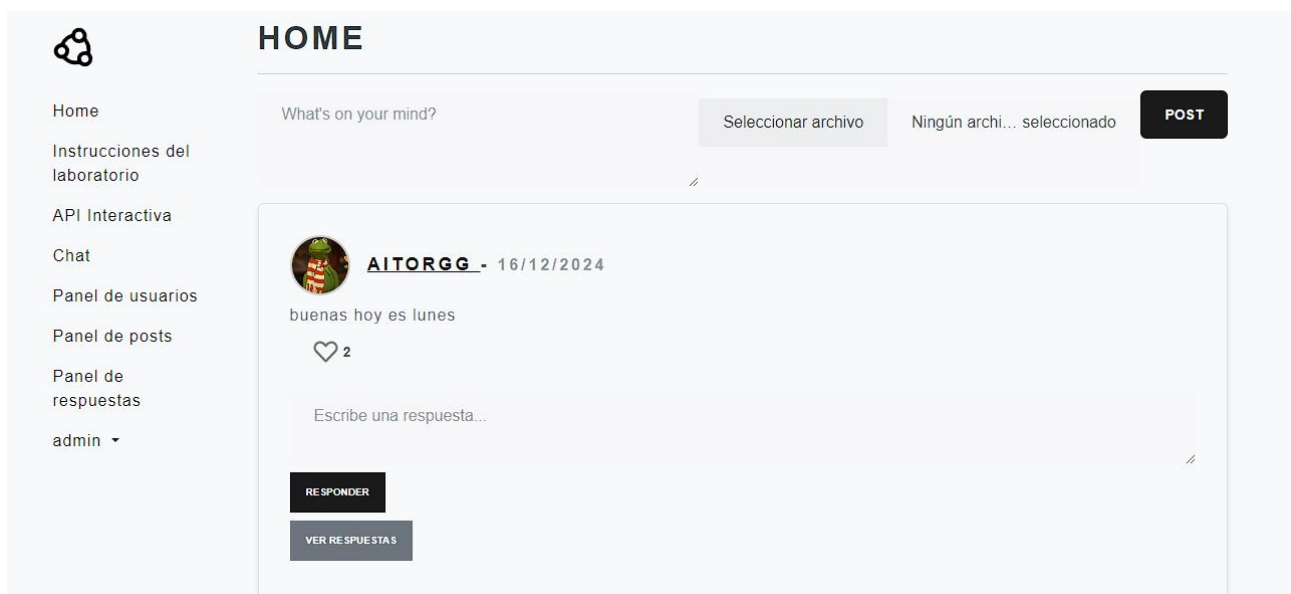 HOME
Home
Instrucciones del
laboratorio
API Interactiva
Chat
Panel de usuarios
Panel de posts
Panel de
respuestas
admin
What's on your mind?
Seleccionar archivo
Ningún archi... seleccionado
POST
AITORGG - 16/12/2024
buenas hoy es lunes
2
Escribe una respuesta...
RESPONDER
VER RESPUESTAS